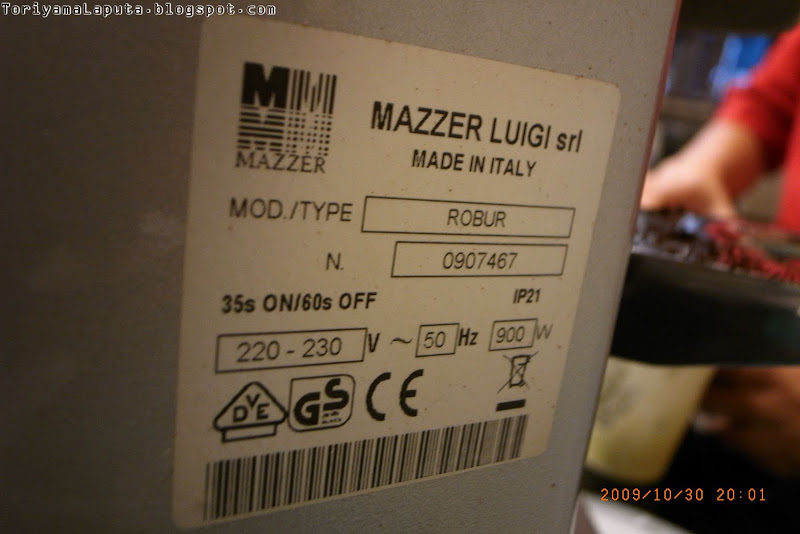 ToriyamaLaputa.blogspot.com
M M
M M
MAZZER
MAZZER LUIGI srl
MADE IN ITALY
MOD./TYPE ROBUR
N. 0907467
35s ON/60s OFF IP21
220 - 230 V ~ 50 Hz 900 W
DVE GS CE
2009/10/30 20:01